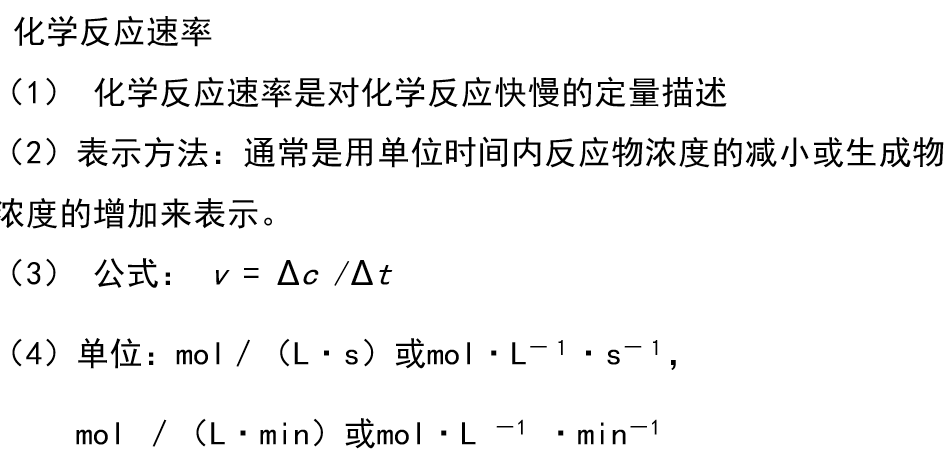 化学反应速率
（1） 化学反应速率是对化学反应快慢的定量描述
（2）表示方法：通常是用单位时间内反应物浓度的减小或生成物
浓度的增加来表示。
（3） 公式： v = Δc /Δt
（4）单位：mol/（L·s）或mol·L⁻¹·s⁻¹，
mol /（L·min）或mol·L ⁻¹ ·min⁻¹